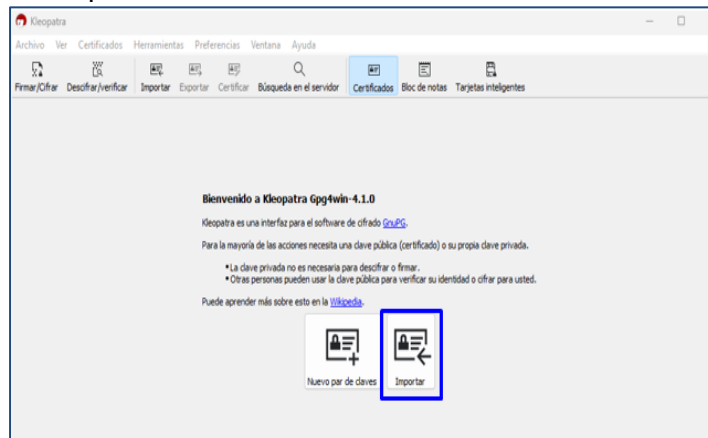 Kleopatra
Archivo Ver Certificados Herramientas Preferencias Ventana Ayuda
Firmar/Cifrar Descifrar/verificar Importar Exportar Certificar Búsqueda en el servidor Certificados Bloc de notas Tarjetas inteligentes
Bienvenido a Kleopatra Gpg4win-4.1.0
Kleopatra es una interfaz para el software de cifrado GnuPG.
Para la mayoría de las acciones necesita una clave pública (certificado) o su propia clave privada.
•La clave privada no es necesaria para descifrar o firmar.
•Otras personas pueden usar la clave pública para verificar su identidad o cifrar para usted.
Puede aprender más sobre esto en la Wikipedia.
Nuevo par de claves Importar